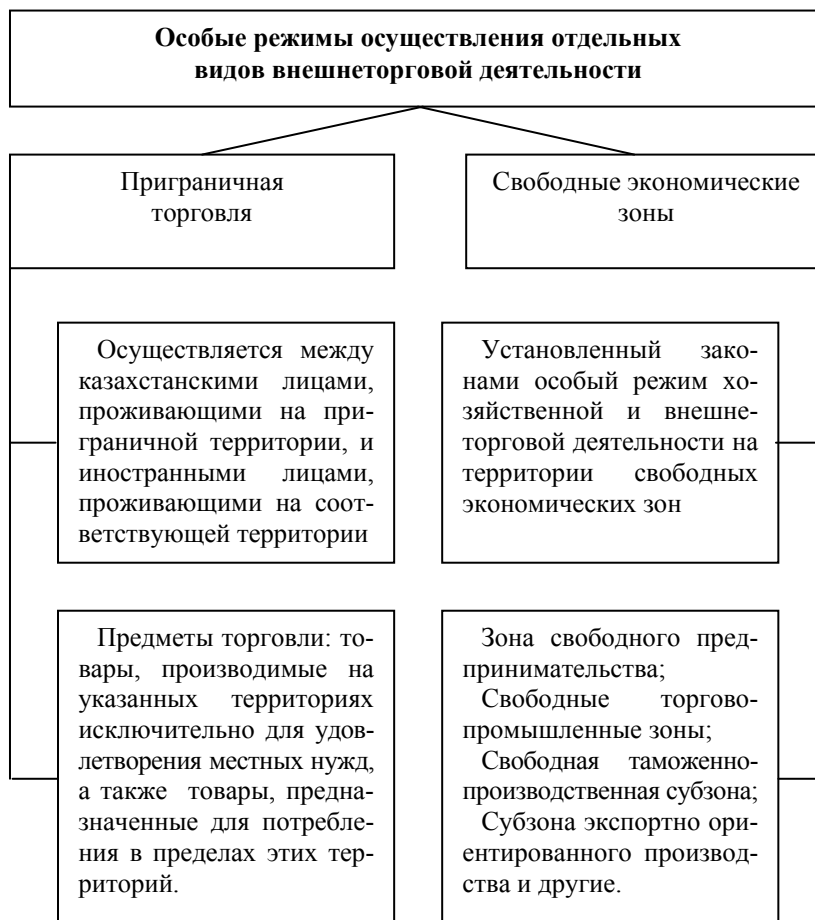 Особые режимы осуществления отдельных
видов внешнеторговой деятельности
Приграничная
торговля
Свободные экономические
зоны
Осуществляется между
казахстанскими лицами,
проживающими на при-
граничной территории, и
иностранными лицами,
проживающими на соот-
ветствующей территории
Установленный зако-
нами особый режим хо-
зяйственной и внешне-
торговой деятельности на
территории свободных
экономических зон
Предметы торговли: то-
вары, производимые на
указанных территориях
исключительно для удов-
летворения местных нужд,
а также товары, предна-
значенные для потребле-
ния в пределах этих тер-
риторий.
Зона свободного пред-
принимательства;
Свободные торгово-
промышленные зоны;
Свободная таможенно-
производственная субзона;
Субзона экспортно ори-
ентированного производ-
ства и другие.